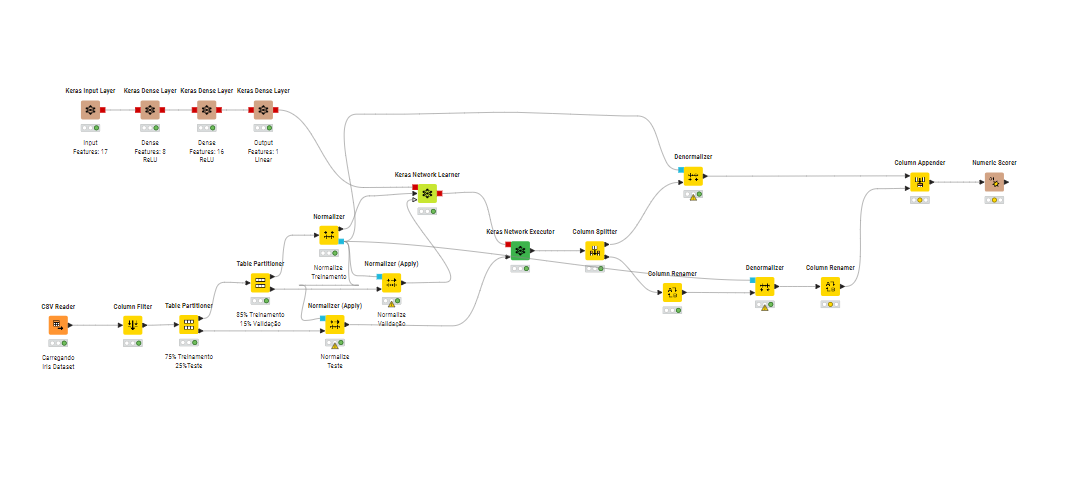 Keras Input Layer
Keras Dense Layer
Keras Dense Layer
Keras Dense Layer
Input
Features: 17
Dense
Features: 8
ReLU
Dense
Features: 16
ReLU
Output
Features: 1
Linear
Denormalizer
Column Appender
Numeric Scorer
Keras Network Learner
Normalizer
Normalize
Treinamento
Keras Network Executor
Column Splitter
Table Partitioner
85% Treinamento
15% Validação
Normalizer (Apply)
Normalize
Validação
Column Renamer
Denormalizer
Column Renamer
CSV Reader
Carregando
Iris Dataset
Column Filter
Table Partitioner
75% Treinamento
25%Teste
Normalizer (Apply)
Normalize
Teste